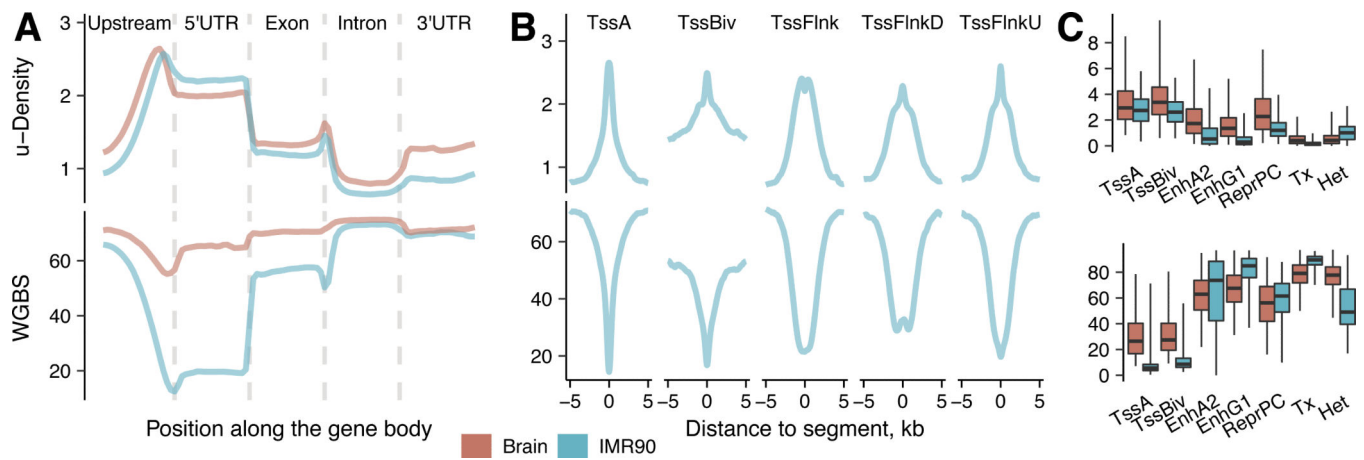 A
Upstream 5'UTR Exon Intron 3'UTR
u−Density
3
2
1
WGBS
60
40
20
Position along the gene body
B
TssA TssBiv TssFlnk TssFlnkD TssFlnkU
3
2
1
60
40
20
−5 0 5 −5 0 5 −5 0 5 −5 0 5 −5 0 5
Distance to segment, kb
Brain IMR90
C
8
6
4
2
0
TssA TssBiv EnhA2 EnhG1 ReprPC Tx Het
80
60
40
20
0
TssA TssBiv EnhA2 EnhG1 ReprPC Tx Het